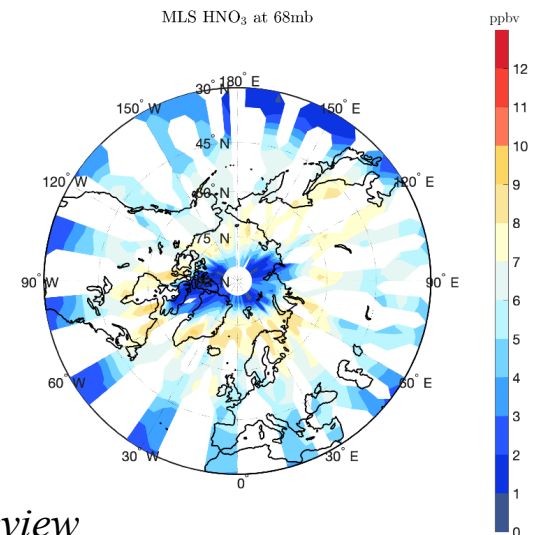 MLS HNO₃ at 68mb
ppbv
180° E
30° N
150° W
150° E
45° N
120° W
60° N
120° E
75° N
90° W
N
90° E
60° W
60° E
30° W
30° E
0°
12
11
10
9
8
7
6
5
4
3
2
1
0
view